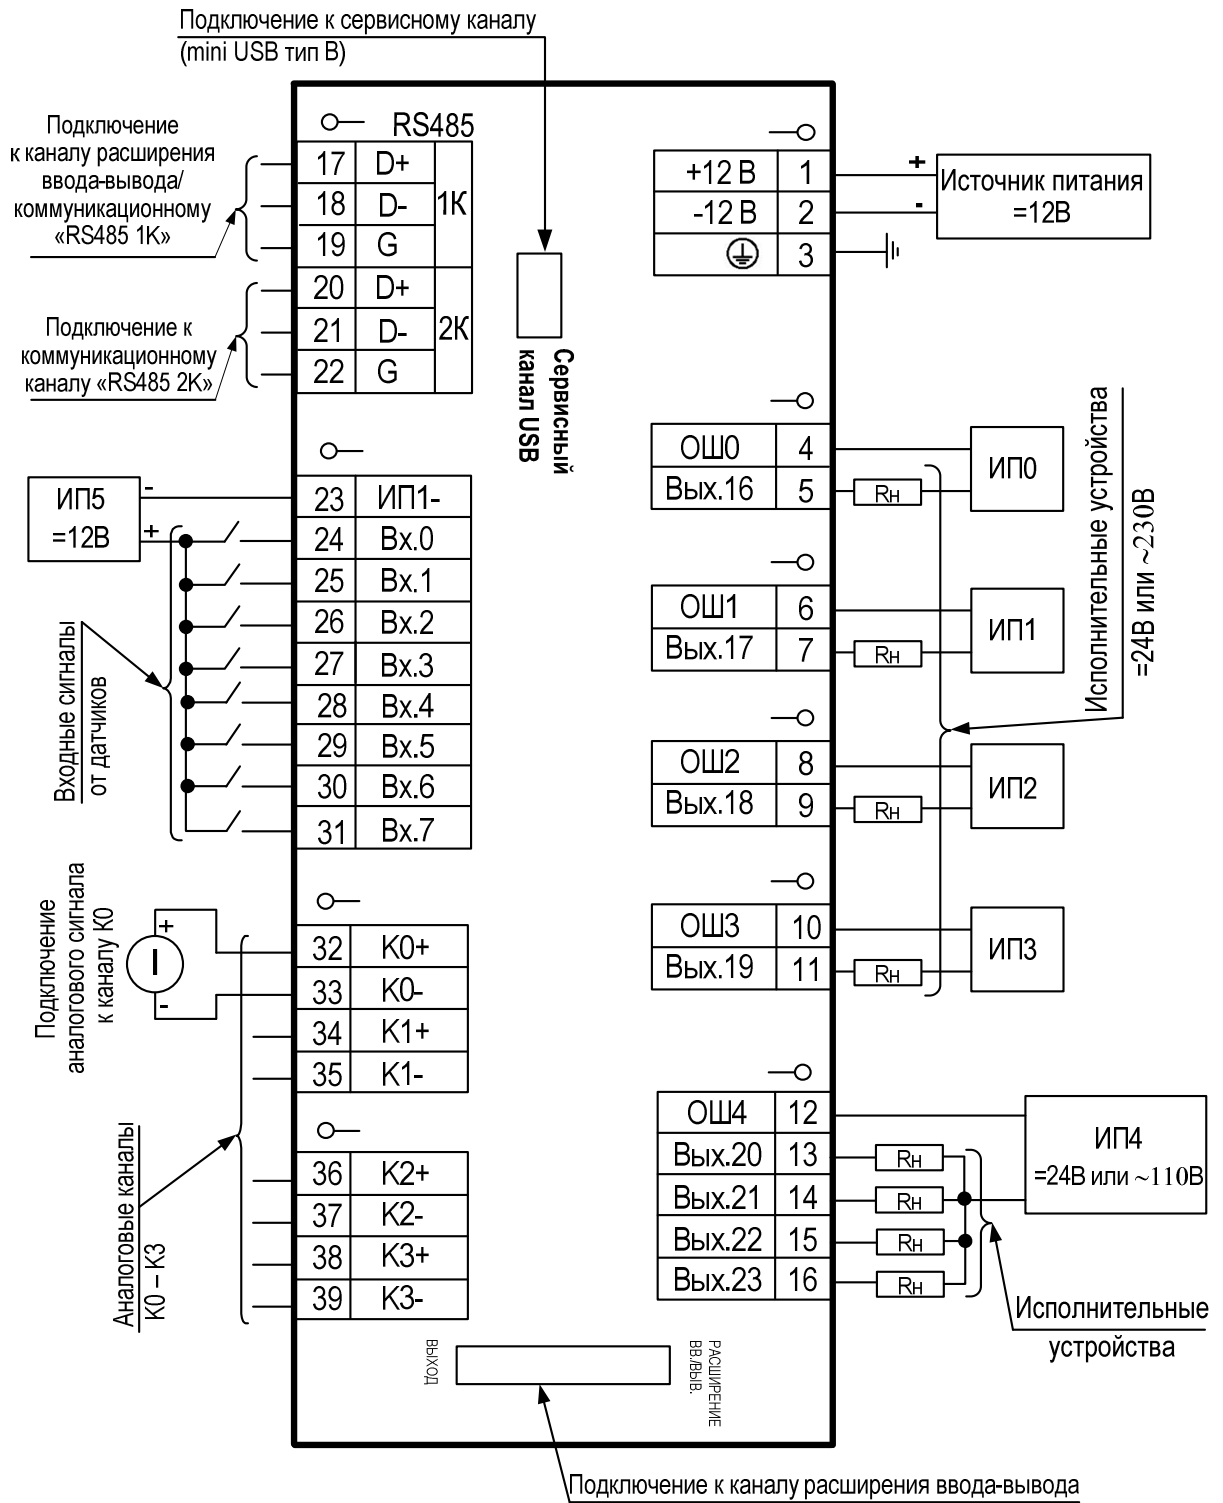 Подключение к сервисному каналу
(mini USB тип В)
Подключение
к каналу расширения
ввода-вывода/
коммуникационному
«RS485 1К»
RS485
17 D+
18 D-
19 G
1К
20 D+
21 D-
22 G
2К
Подключение к
коммуникационному
каналу «RS485 2К»
Сервисный
канал USB
+12 В 1
-12 В 2
3
+
-
Источник питания
=12В
ИП5
=12В
-
+
23 ИП1-
24 Вх.0
25 Вх.1
26 Вх.2
27 Вх.3
28 Вх.4
29 Вх.5
30 Вх.6
31 Вх.7
Входные сигналы
от датчиков
ОШ0 4
Вых.16 5
Rн
ИП0
ОШ1 6
Вых.17 7
Rн
ИП1
ОШ2 8
Вых.18 9
Rн
ИП2
ОШ3 10
Вых.19 11
Rн
ИП3
Исполнительные устройства
=24В или ~230В
Подключение
аналогового сигнала
к каналу К0
+
I
-
32 К0+
33 К0-
34 К1+
35 К1-
36 К2+
37 К2-
38 К3+
39 К3-
Аналоговые каналы
К0 – К3
ОШ4 12
Вых.20 13
Вых.21 14
Вых.22 15
Вых.23 16
Rн
Rн
Rн
Rн
ИП4
=24В или ~110В
Исполнительные
устройства
ВЫХОД
РАСШИРЕНИЕ
ВВ./ВЫВ.
Подключение к каналу расширения ввода-вывода